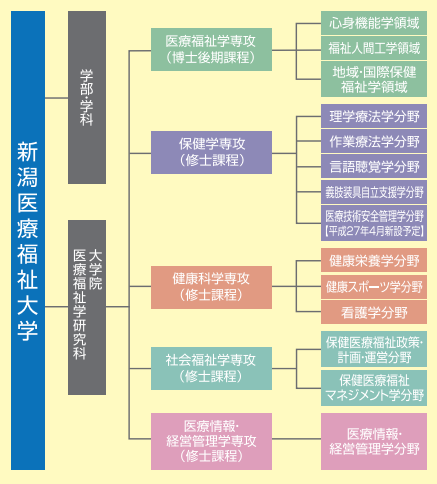 新潟医療福祉大学
学部・学科
大学院
医療福祉学研究科
医療福祉学専攻
（博士後期課程）
心身機能学領域
福祉人間工学領域
地域・国際保健
福祉学領域
保健学専攻
（修士課程）
理学療法学分野
作業療法学分野
言語聴覚学分野
義肢装具自立支援学分野
医療技術安全管理学分野
【平成27年4月新設予定】
健康科学専攻
（修士課程）
健康栄養学分野
健康スポーツ学分野
看護学分野
社会福祉学専攻
（修士課程）
保健医療福祉政策・
計画・運営分野
保健医療福祉
マネジメント学分野
医療情報・
経営管理学専攻
（修士課程）
医療情報・
経営管理学分野